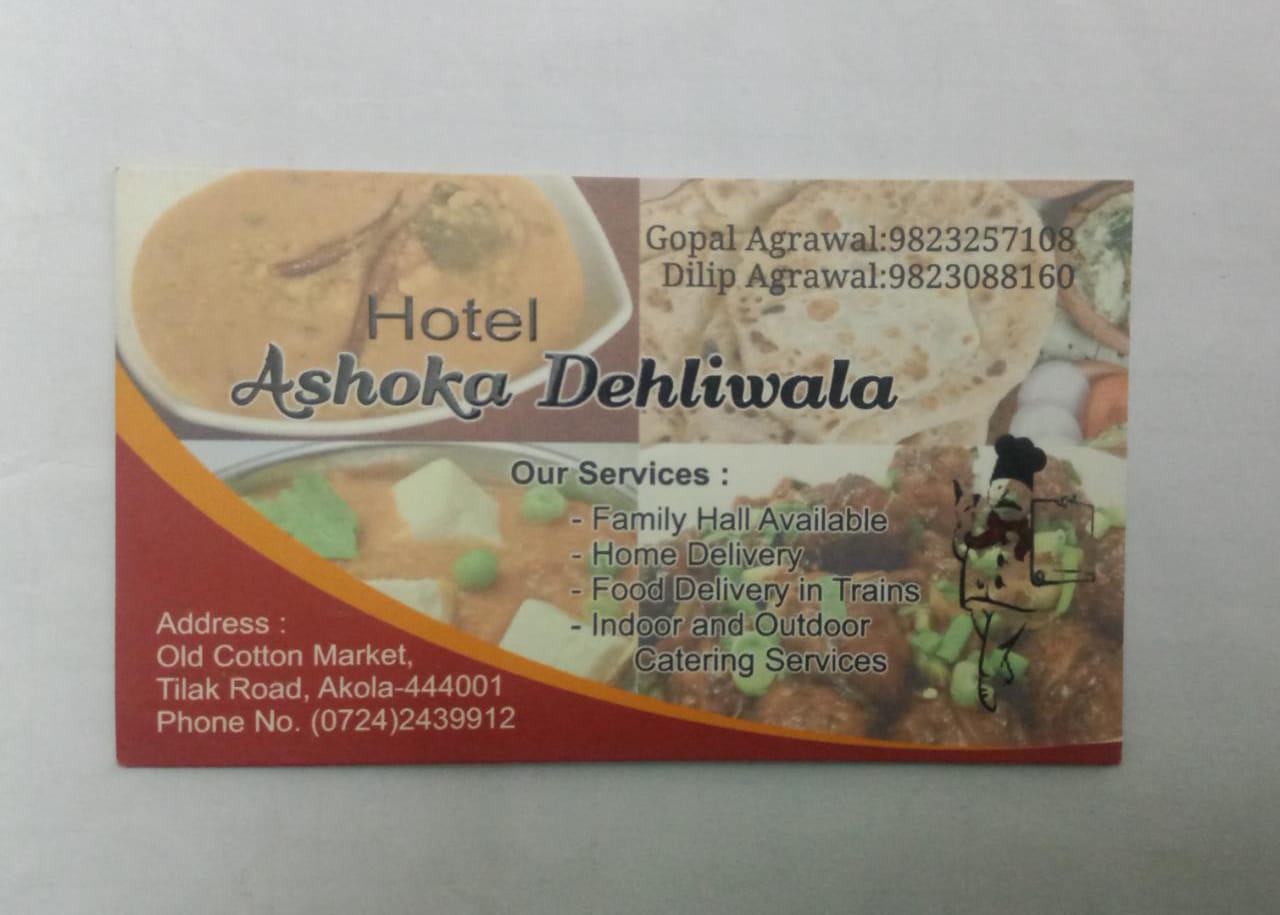 Gopal Agrawal:9823257108
Dilip Agrawal:9823088160
Hotel
Ashoka Dehliwala
Our Services :
- Family Hall Available
- Home Delivery
- Food Delivery in Trains
- Indoor and Outdoor
Catering Services
Address :
Old Cotton Market,
Tilak Road, Akola-444001
Phone No. (0724)2439912